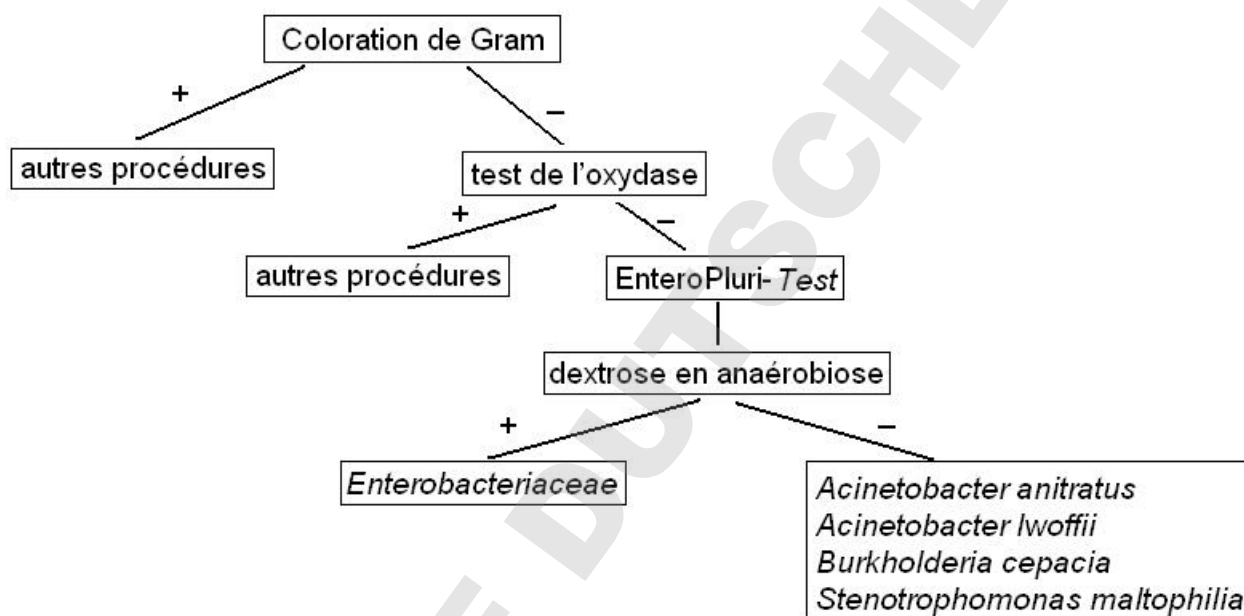 Coloration de Gram
+
–
autres procédures
test de l'oxydase
+
–
autres procédures
EnteroPluri-Test
dextrose en anaérobiose
+
–
Enterobacteriaceae
Acinetobacter anitratus
Acinetobacter lwoffii
Burkholderia cepacia
Stenotrophomonas maltophilia
DUTSCHE